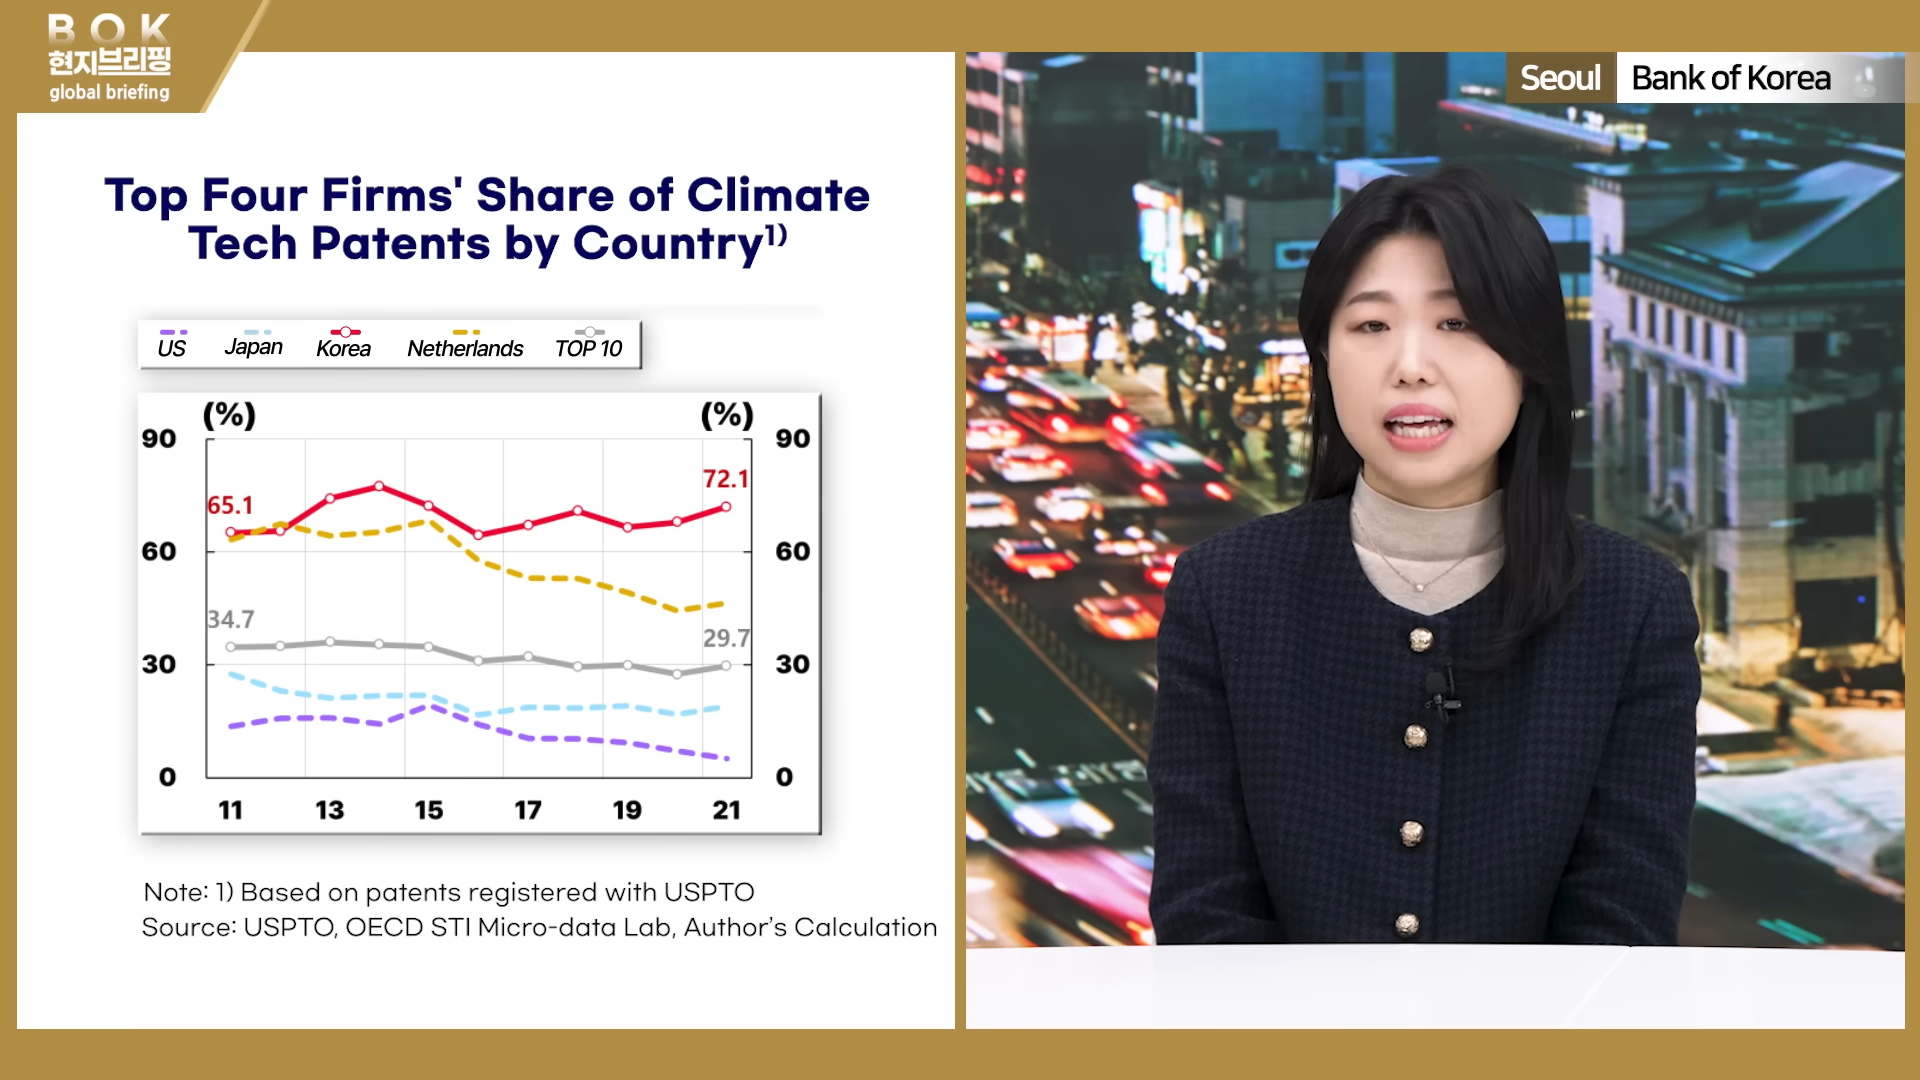 BOK
현지브리핑
global briefing
Seoul
Bank of Korea
Top Four Firms' Share of Climate
Tech Patents by Country1)
US Japan Korea Netherlands TOP 10
(%) (%)
90 90
72.1
65.1
60 60
34.7
29.7
30 30
0 0
11 13 15 17 19 21
Note: 1) Based on patents registered with USPTO
Source: USPTO, OECD STI Micro-data Lab, Author’s Calculation